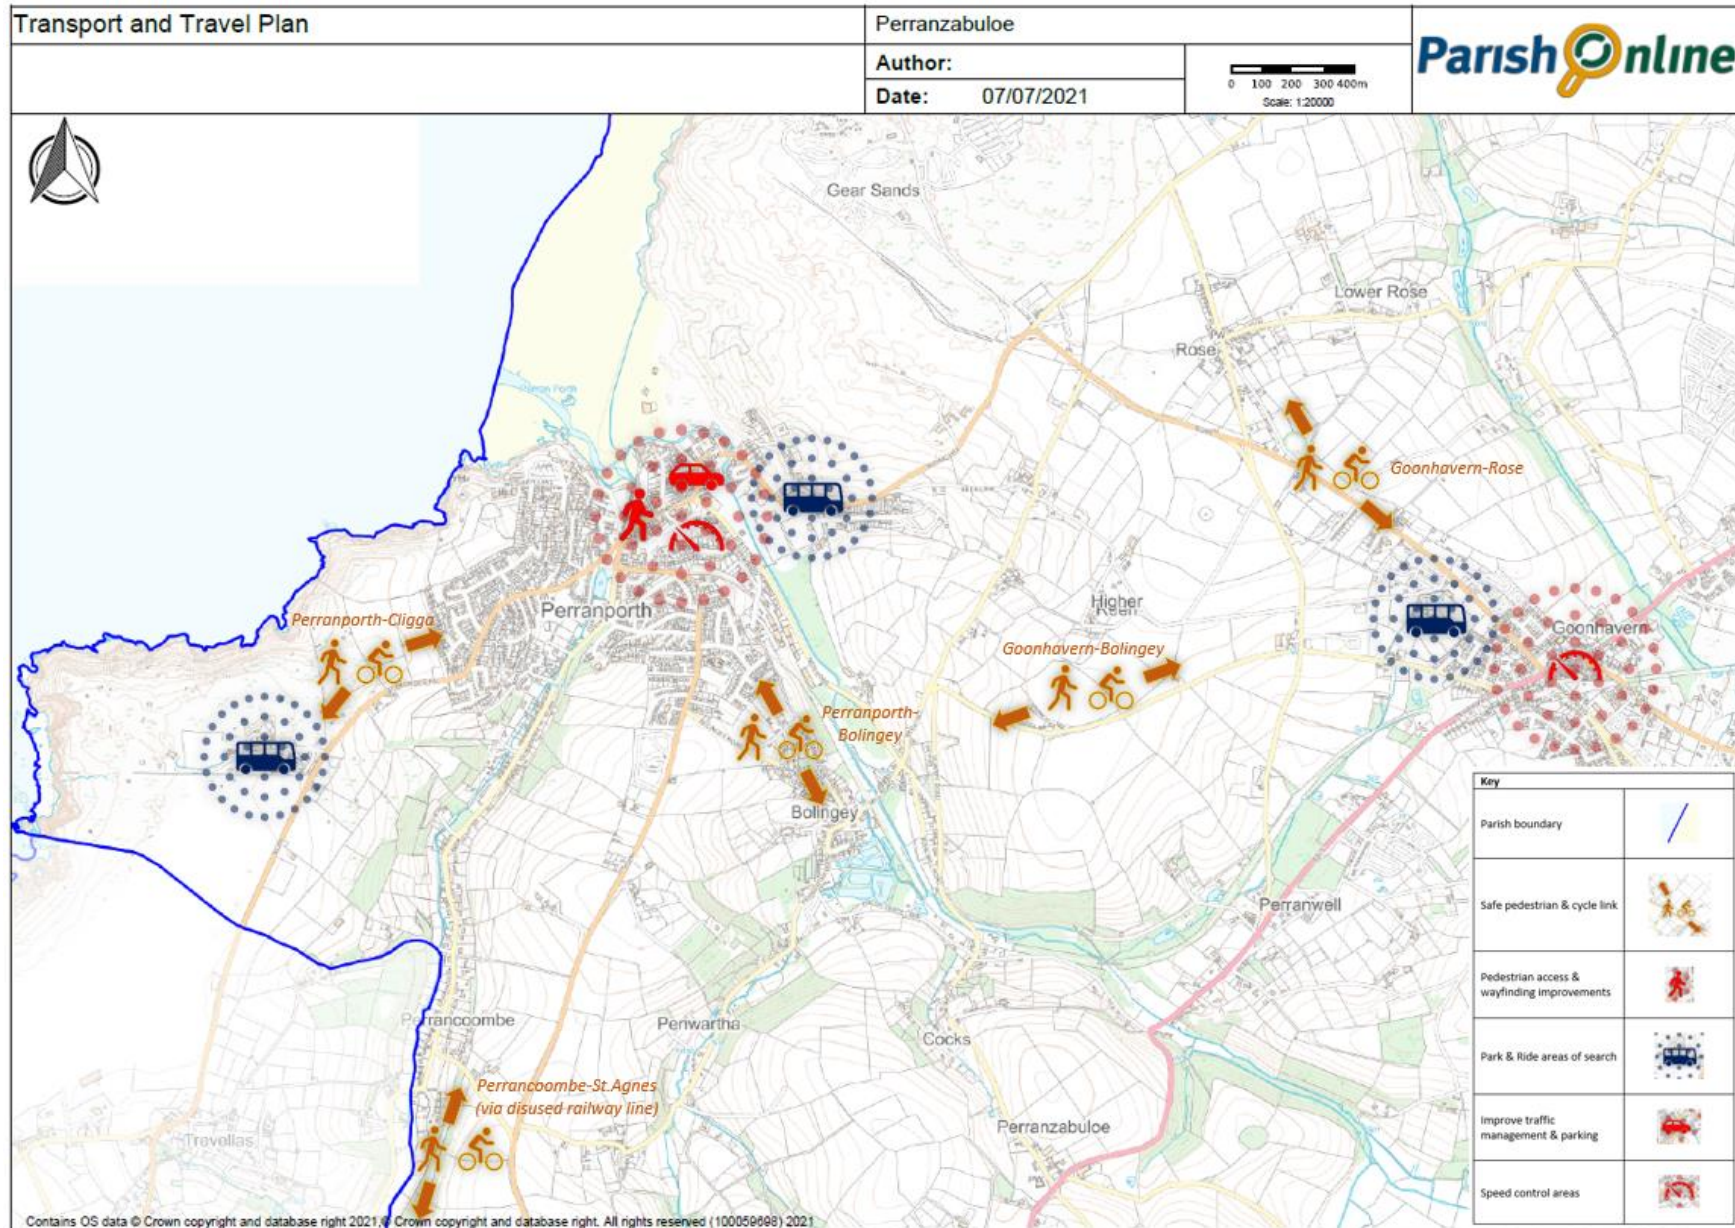 Transport and Travel Plan
Perranzabuloe
Author:
Date: 07/07/2021
0 100 200 300 400m
Scale: 1:20000
Parish Online
Gear Sands
Lower Rose
Rose
Goonhavern-Rose
Perranporth
Perranporth-Cligga
Higher
Goonhavern
Goonhavern-Bolingey
Perranporth-
Bolingey
Bolingey
Perranwell
Perrancoombe
Penwartha
Cocks
Perrancoombe-St.Agnes
(via disused railway line)
Perranzabuloe
Trevellas
Key
Parish boundary
Safe pedestrian & cycle link
Pedestrian access &
wayfinding improvements
Park & Ride areas of search
Improve traffic
management & parking
Speed control areas
Contains OS data © Crown copyright and database right 2021,© Crown copyright and database right. All rights reserved (100059698) 2021